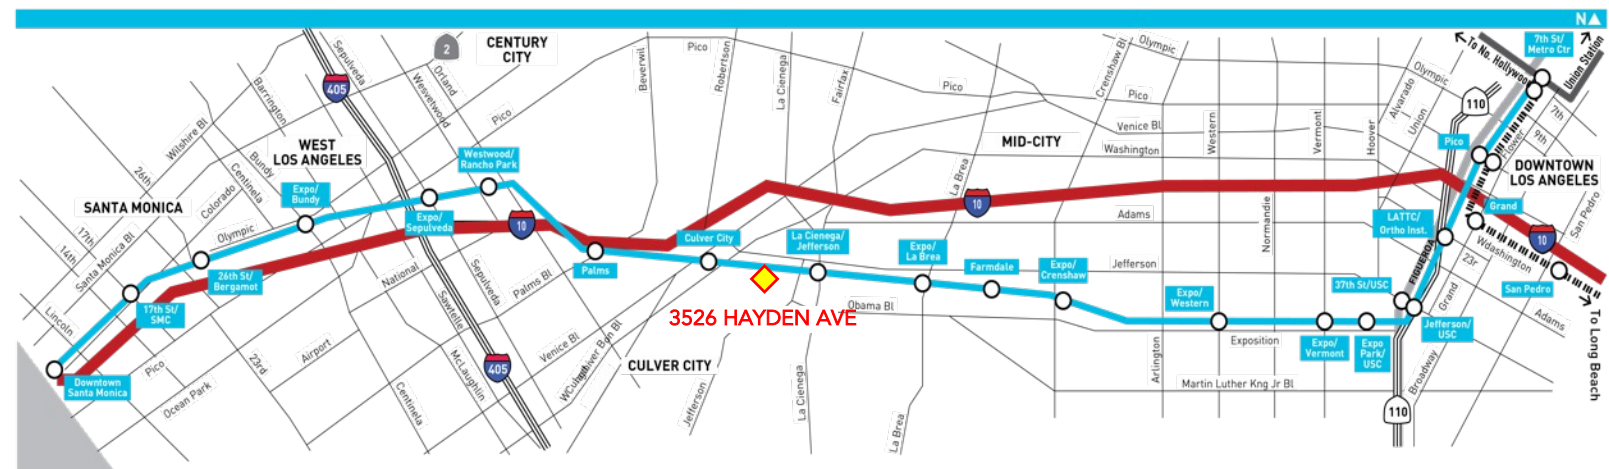 N
CENTURY
CITY
2
Sepulveda
405
Westwood
Orland
Pico
Beverwil
Pico
Robertson
La Cienega
Fairfax
Pico
Crenshaw Bl
Olympic
Pico
Venice Bl
Washington
Western
Vermont
Hoover
Alvarado
Union
Olympic
110
To No. Hollywood
7th St/
Metro Ctr
Union Station
7th
9th
Flower
Pico
DOWNTOWN
LOS ANGELES
MID-CITY
WEST
LOS ANGELES
Barrington
Wilshire Bl
Bundy
Centinela
Colorado
26th
SANTA MONICA
17th
14th
Santa Monica Bl
Lincoln
Olympic
Expo/
Bundy
Westwood/
Rancho Park
Expo/
Sepulveda
10
La Brea
10
Adams
Normandie
LATTC/
Ortho Inst.
Grand
San Pedro
10
Washington
San Pedro
23r
FIGUEROA
Grand
Adams
To Long Beach
26th St/
Bergamot
17th St/
SMC
Downtown
Santa Monica
National
Sepulveda
Palms Bl
Sawtelle
Palms
Culver City
La Cienega/
Jefferson
Expo/
La Brea
Farmdale
Expo/
Crenshaw
Jefferson
Expo/
Western
37th St/USC
Jefferson/
USC
Expo/
Vermont
Expo
Park/
USC
Exposition
Obama Bl
3526 HAYDEN AVE
Venice Bl
CULVER CITY
Jefferson
La Cienega
La Brea
Arlington
Martin Luther Kng Jr Bl
Broadway
110
Pico
Ocean Park
23rd
Airport
Centinela
McLaughlin
405